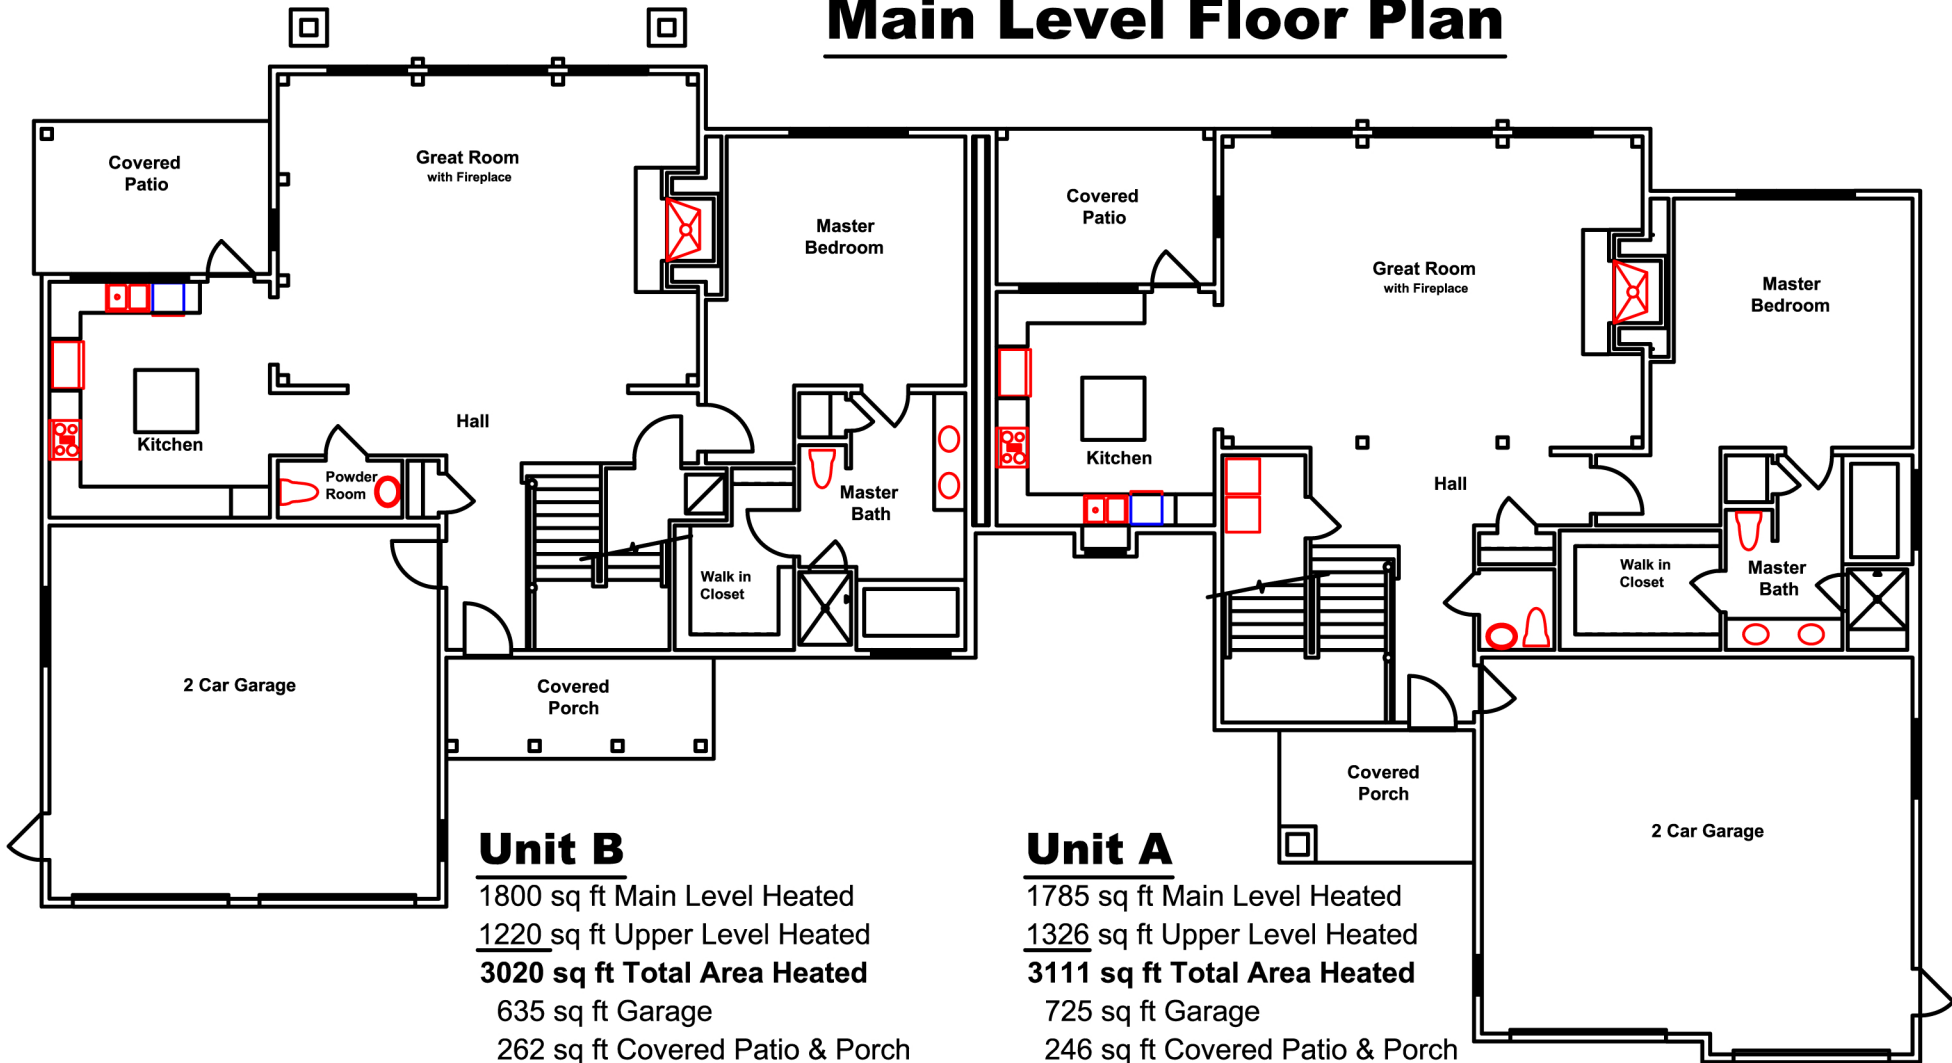 Main Level Floor Plan
Covered
Patio
Great Room
with Fireplace
Master
Bedroom
Kitchen
Hall
Powder
Room
Master
Bath
Walk in
Closet
2 Car Garage
Covered
Porch
Covered
Patio
Great Room
with Fireplace
Master
Bedroom
Kitchen
Hall
Walk in
Closet
Master
Bath
Covered
Porch
2 Car Garage
Unit B
1800 sq ft Main Level Heated
1220 sq ft Upper Level Heated
3020 sq ft Total Area Heated
635 sq ft Garage
262 sq ft Covered Patio & Porch
Unit A
1785 sq ft Main Level Heated
1326 sq ft Upper Level Heated
3111 sq ft Total Area Heated
725 sq ft Garage
246 sq ft Covered Patio & Porch